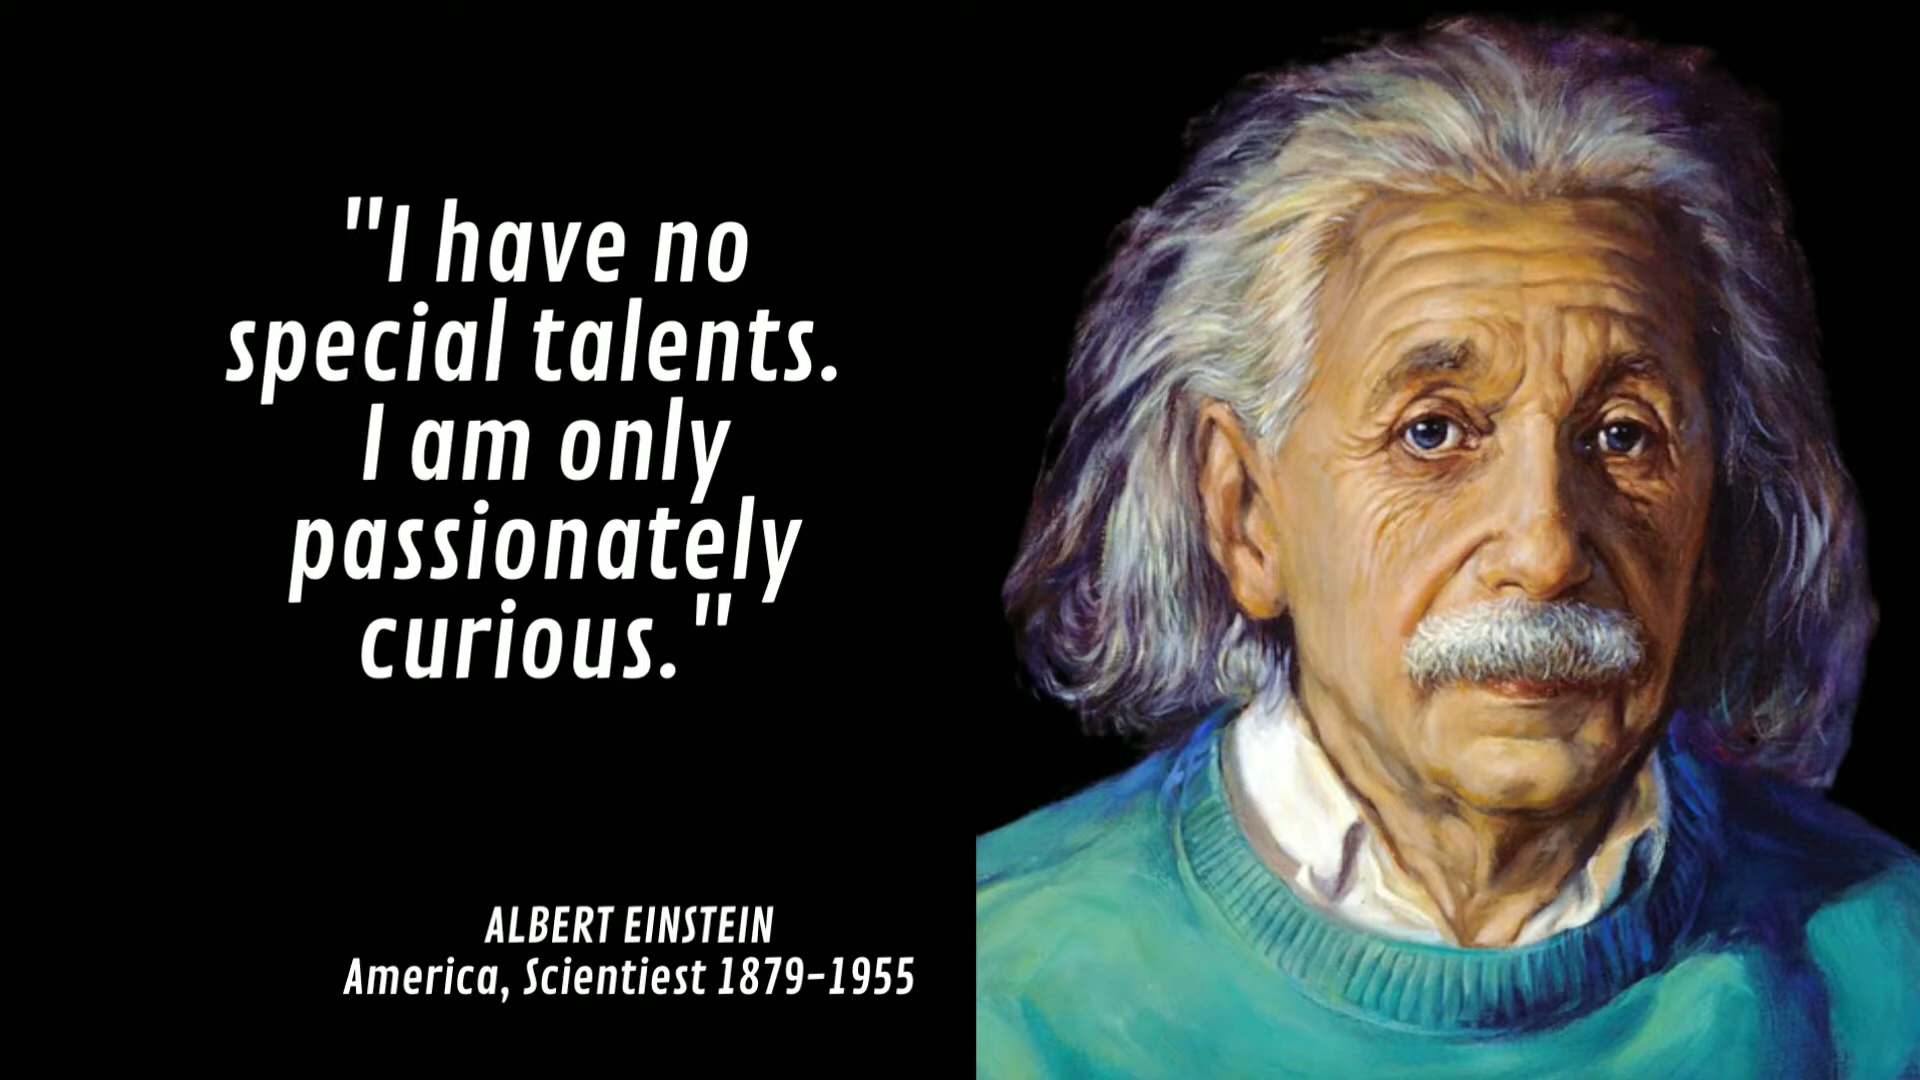 "I have no
special talents.
I am only
passionately
curious."
ALBERT EINSTEIN
America, Scientiest 1879-1955